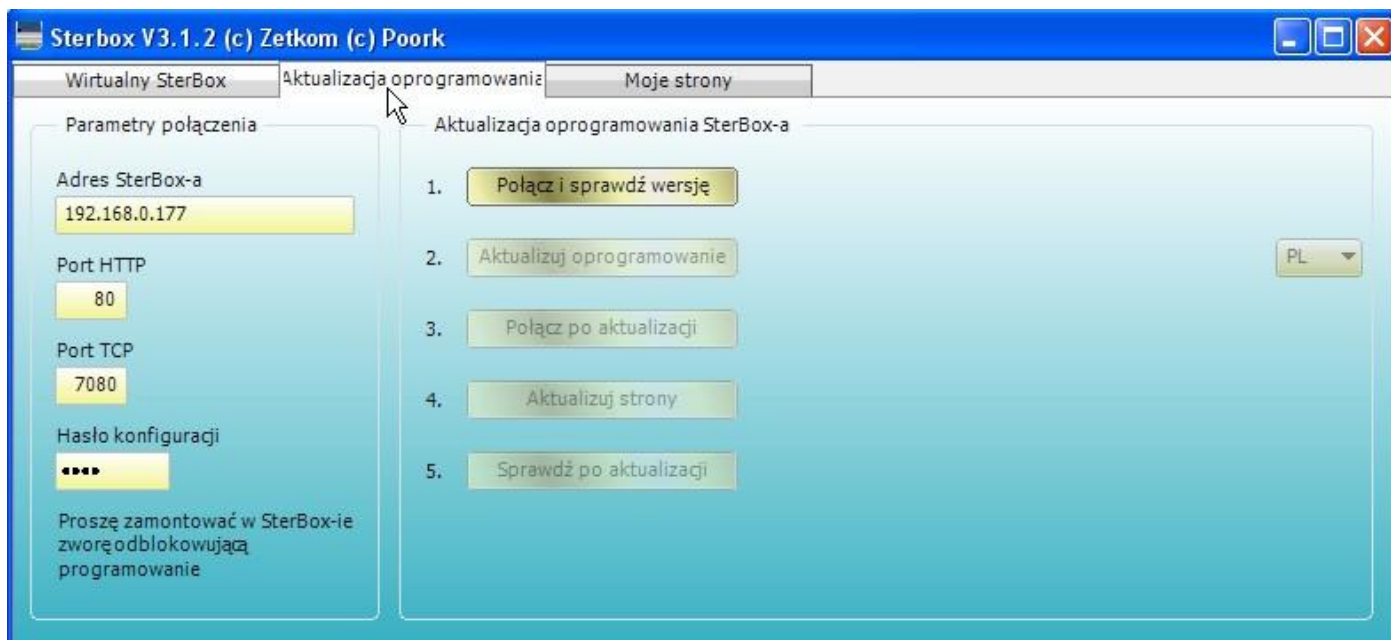 Sterbox V3.1.2 (c) Zetkom (c) Poork
Wirtualny SterBox
Aktualizacja oprogramowania
Moje strony
Parametry połączenia
Adres SterBox-a
192.168.0.177
Port HTTP
80
Port TCP
7080
Hasło konfiguracji
••••
Proszę zamontować w SterBox-ie
zworę odblokowującą
programowanie
Aktualizacja oprogramowania SterBox-a
1. Połącz i sprawdź wersję
2. Aktualizuj oprogramowanie
PL
3. Połącz po aktualizacji
4. Aktualizuj strony
5. Sprawdź po aktualizacji